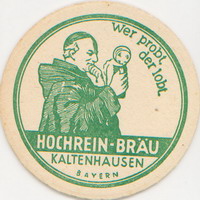 Wer probt,
der lobt
HOCHREIN-BRÄU
KALTENHAUSEN
BAYERN